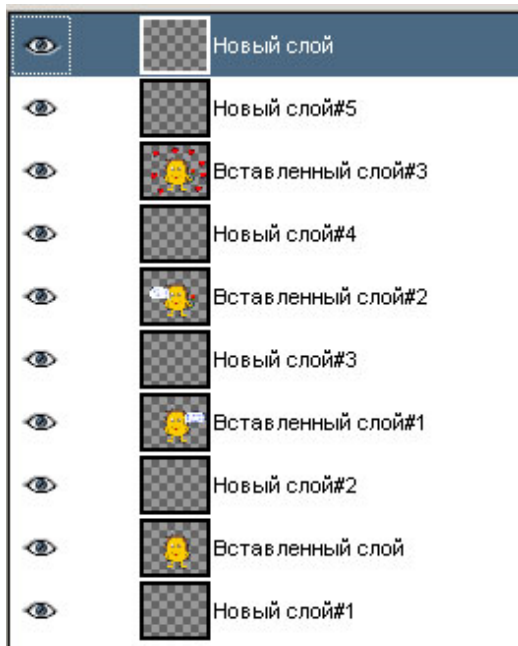 Новый слой
Новый слой#5
Вставленный слой#3
Новый слой#4
Вставленный слой#2
Новый слой#3
Вставленный слой#1
Новый слой#2
Вставленный слой
Новый слой#1